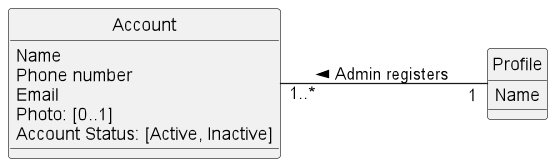 Account
Name
Phone number
Email
Photo: [0..1]
Account Status: [Active, Inactive]
Admin registers
1..*
1
Profile
Name